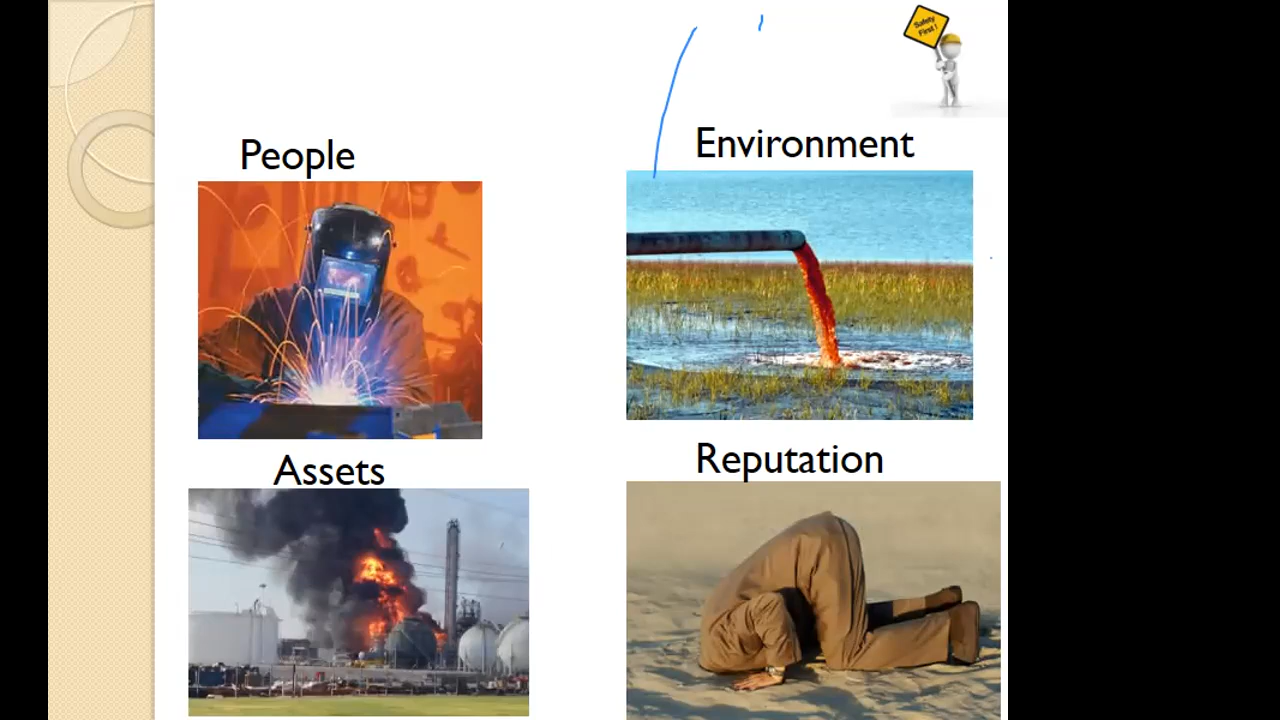 Safety
First !
People
Environment
Assets
Reputation